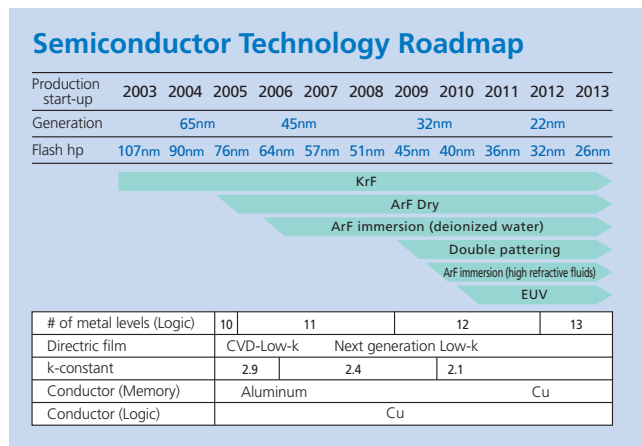 Semiconductor Technology Roadmap
Production start-up 2003 2004 2005 2006 2007 2008 2009 2010 2011 2012 2013
Generation 65nm 45nm 32nm 22nm
Flash hp 107nm 90nm 76nm 64nm 57nm 51nm 45nm 40nm 36nm 32nm 26nm
KrF
ArF Dry
ArF immersion (deionized water)
Double pattering
ArF immersion (high refractive fluids)
EUV
# of metal levels (Logic) 10 11 12 13
Directric film CVD-Low-k Next generation Low-k
k-constant 2.9 2.4 2.1
Conductor (Memory) Aluminum Cu
Conductor (Logic) Cu